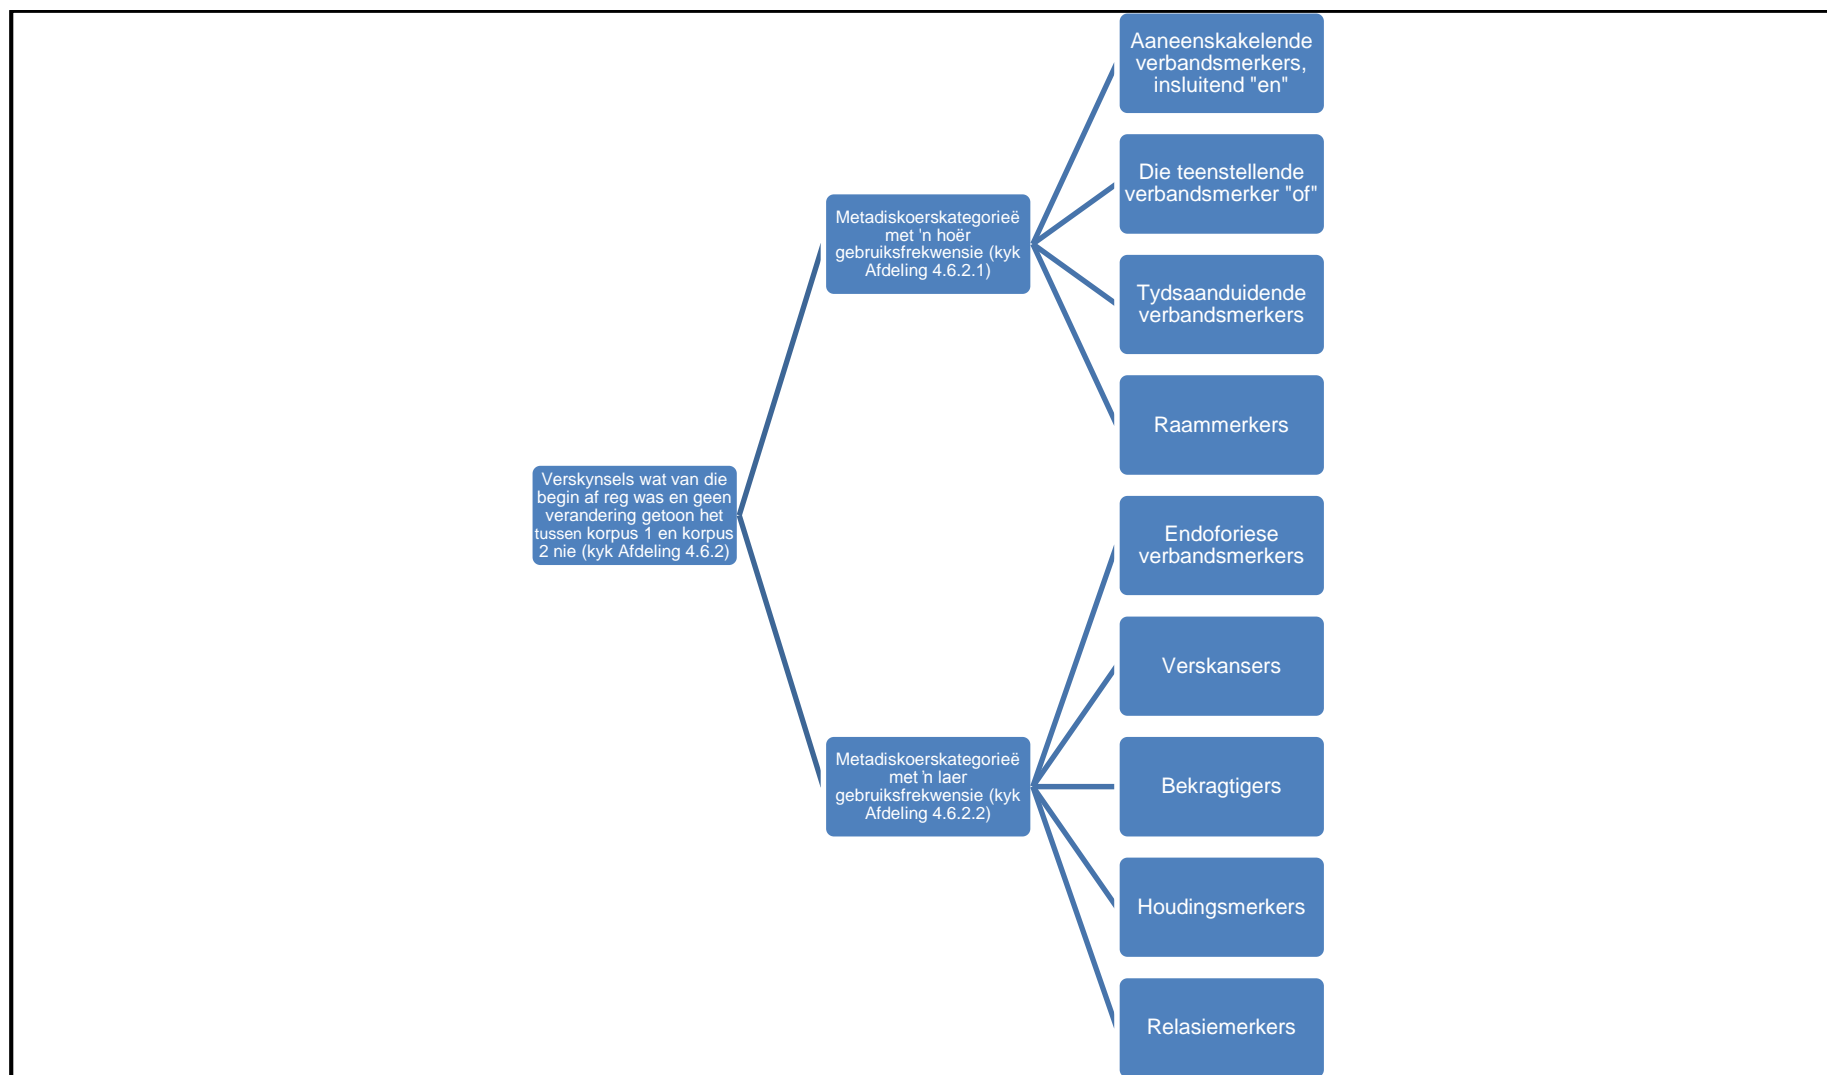 Verskynsels wat van die
begin af reg was en geen
verandering getoon het
tussen korpus 1 en korpus
2 nie (kyk Afdeling 4.6.2)
Metadiskoerskategorieë
met 'n hoër
gebruiksfrekwensie (kyk
Afdeling 4.6.2.1)
Aaneenskakelende
verbandsmerkers,
insluitend "en"
Die teenstellende
verbandsmerker "of"
Tydsaanduidende
verbandsmerkers
Raammerkers
Metadiskoerskategorieë
met 'n laer
gebruiksfrekwensie (kyk
Afdeling 4.6.2.2)
Endoforiese
verbandsmerkers
Verskansers
Bekragtigers
Houdingsmerkers
Relasiemerkers